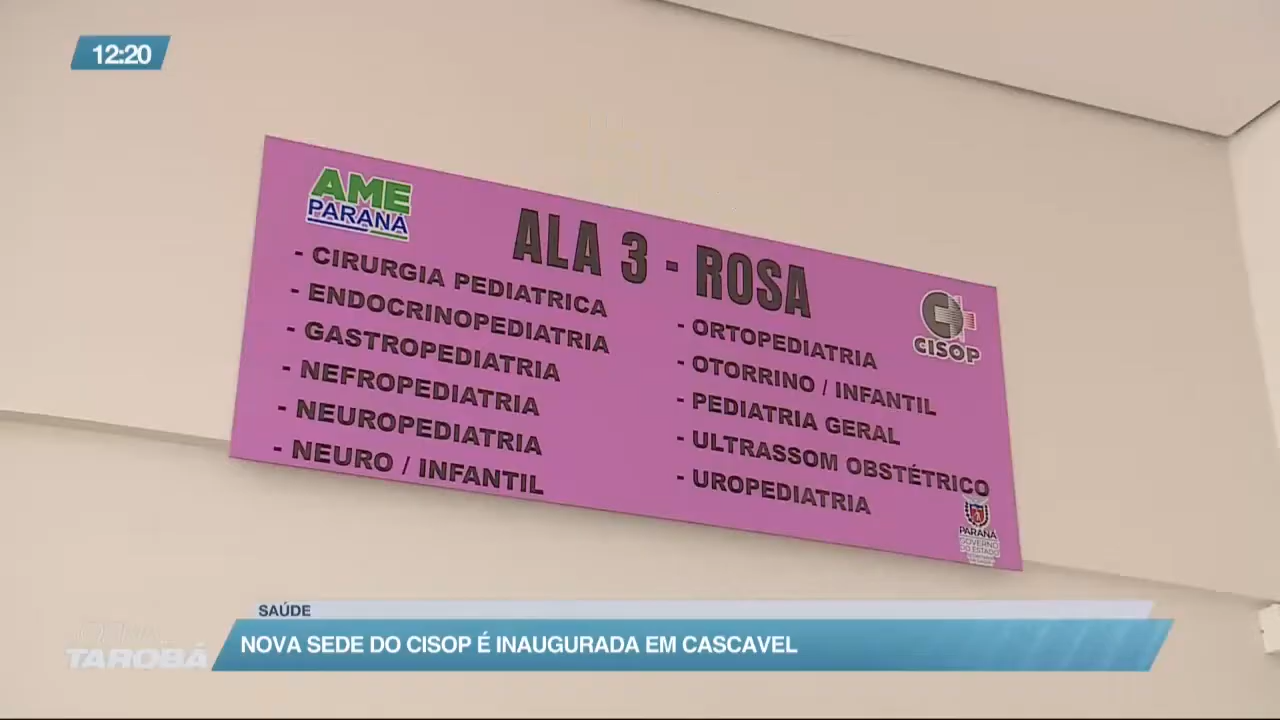 12:20
AME
PARANÁ
ALA 3 - ROSA
- CIRURGIA PEDIATRICA
- ENDOCRINOPEDIATRIA
- GASTROPEDIATRIA
- NEFROPEDIATRIA
- NEUROPEDIATRIA
- NEURO / INFANTIL
- ORTOPEDIATRIA
- OTORRINO / INFANTIL
- PEDIATRIA GERAL
- ULTRASSOM OBSTÉTRICO
- UROPEDIATRIA
CISOP
PARANÁ
GOVERNO
DO ESTADO
SAÚDE
NOVA SEDE DO CISOP É INAUGURADA EM CASCAVEL
TAROBÁ